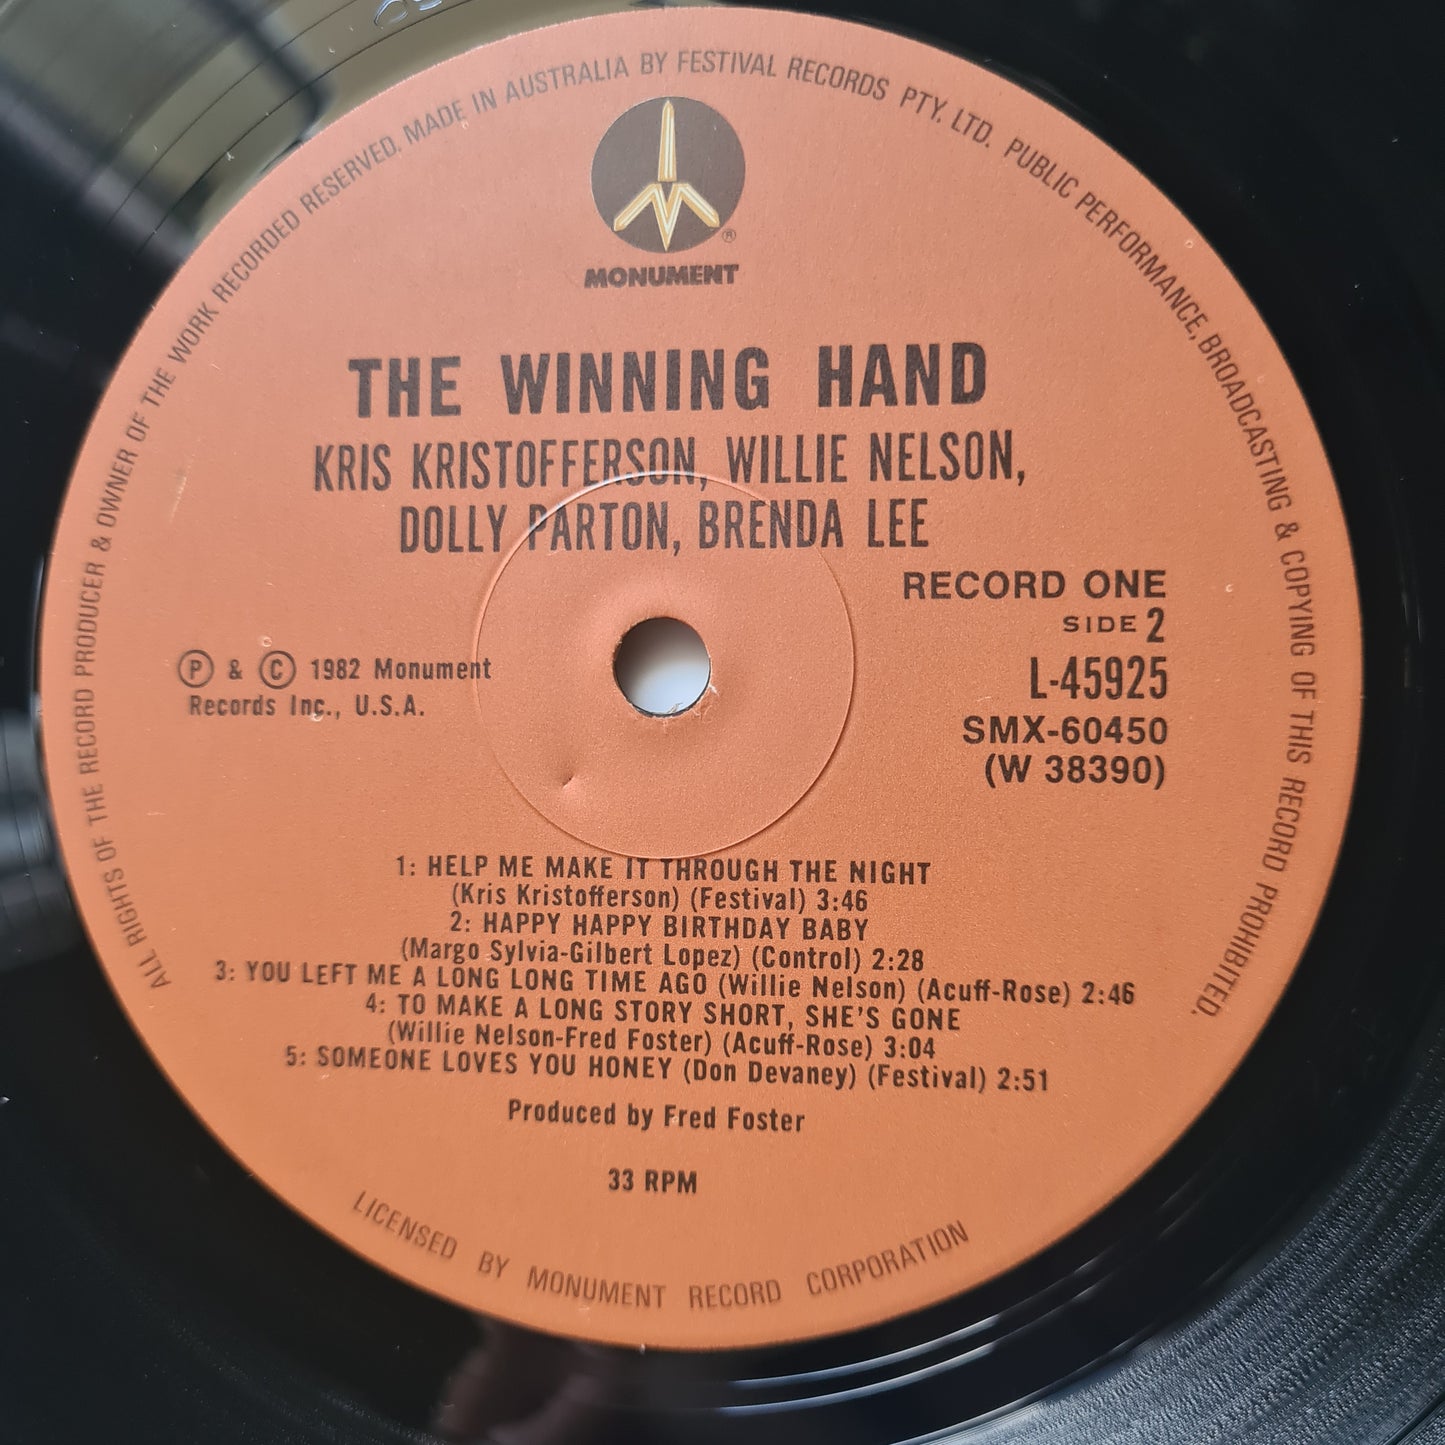 ALL RIGHTS OF THE RECORD PRODUCER & OWNER OF THE WORK RECORDED RESERVED. MADE IN AUSTRALIA BY FESTIVAL RECORDS PTY. LTD. PUBLIC PERFORMANCE, BROADCASTING & COPYING OF THIS RECORD PROHIBITED.
®
MONUMENT
THE WINNING HAND
KRIS KRISTOFFERSON, WILLIE NELSON,
DOLLY PARTON, BRENDA LEE
RECORD ONE
SIDE 2
L-45925
SMX-60450
(W 38390)
Ⓟ & Ⓒ 1982 Monument
Records Inc., U.S.A.
1: HELP ME MAKE IT THROUGH THE NIGHT
(Kris Kristofferson) (Festival) 3:46
2: HAPPY HAPPY BIRTHDAY BABY
(Margo Sylvia-Gilbert Lopez) (Control) 2:28
3: YOU LEFT ME A LONG LONG TIME AGO (Willie Nelson) (Acuff-Rose) 2:46
4: TO MAKE A LONG STORY SHORT, SHE'S GONE
(Willie Nelson-Fred Foster) (Acuff-Rose) 3:04
5: SOMEONE LOVES YOU HONEY (Don Devaney) (Festival) 2:51
Produced by Fred Foster
33 RPM
LICENSED BY MONUMENT RECORD CORPORATION